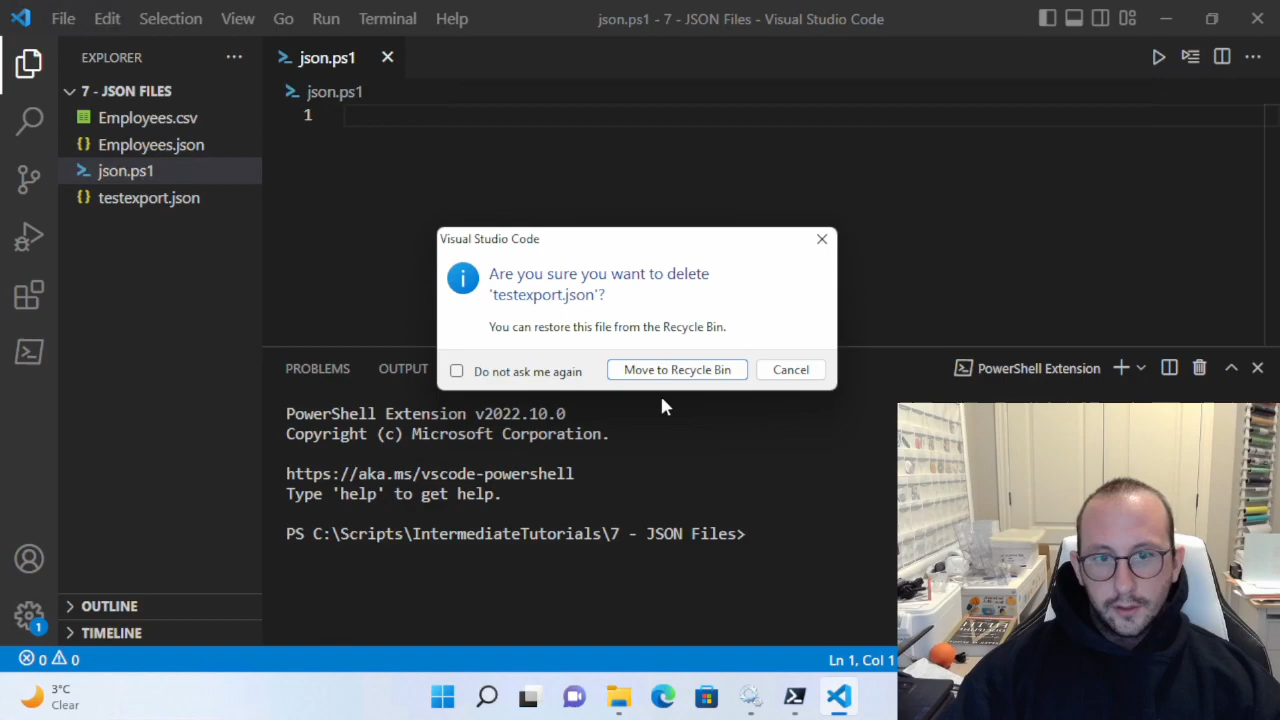 File Edit Selection View Go Run Terminal Help
json.ps1 - 7 - JSON Files - Visual Studio Code
EXPLORER
json.ps1
7 - JSON FILES
json.ps1
Employees.csv
1
Employees.json
json.ps1
testexport.json
Visual Studio Code
Are you sure you want to delete
'testexport.json'?
You can restore this file from the Recycle Bin.
Do not ask me again
Move to Recycle Bin
Cancel
PROBLEMS OUTPUT
PowerShell Extension
PowerShell Extension v2022.10.0
Copyright (c) Microsoft Corporation.
https://aka.ms/vscode-powershell
Type 'help' to get help.
PS C:\Scripts\IntermediateTutorials\7 - JSON Files>
OUTLINE
1
TIMELINE
0 0
Ln 1, Col 1
3°C
Clear